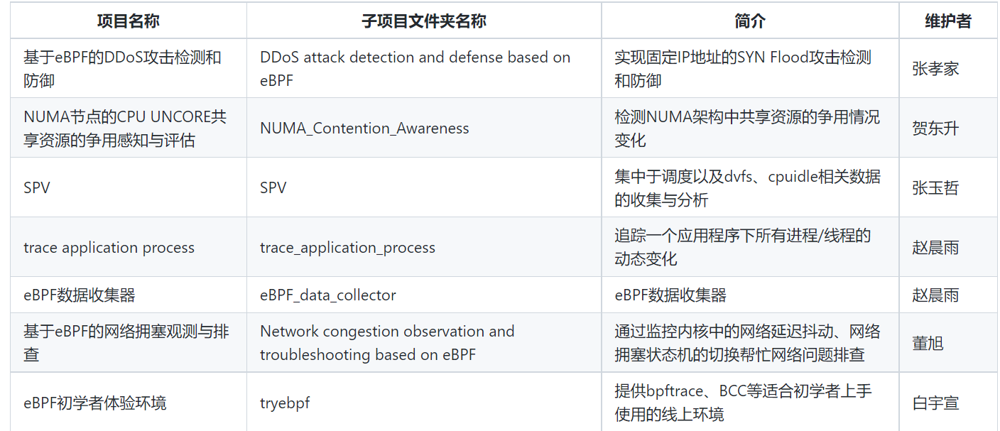 项目名称 子项目文件夹名称 简介 维护者
基于eBPF的DDoS攻击检测和
防御
DDoS attack detection and defense based on
eBPF
实现固定IP地址的SYN Flood攻击检测
和防御
张孝家
NUMA节点的CPU UNCORE共
享资源的争用感知与评估
NUMA_Contention_Awareness
检测NUMA架构中共享资源的争用情况
变化
贺东升
SPV
SPV
集中于调度以及dvfs、cpuidle相关数据
的收集与分析
张玉哲
trace application process
trace_application_process
追踪一个应用程序下所有进程/线程的
动态变化
赵晨雨
eBPF数据收集器
eBPF_data_collector
eBPF数据收集器
赵晨雨
基于eBPF的网络拥塞观测与排
查
Network congestion observation and
troubleshooting based on eBPF
通过监控内核中的网络延迟抖动、网络
拥塞状态机的切换帮忙网络问题排查
董旭
eBPF初学者体验环境
tryebpf
提供bpftrace、BCC等适合初学者上手
使用的线上环境
白宇宣